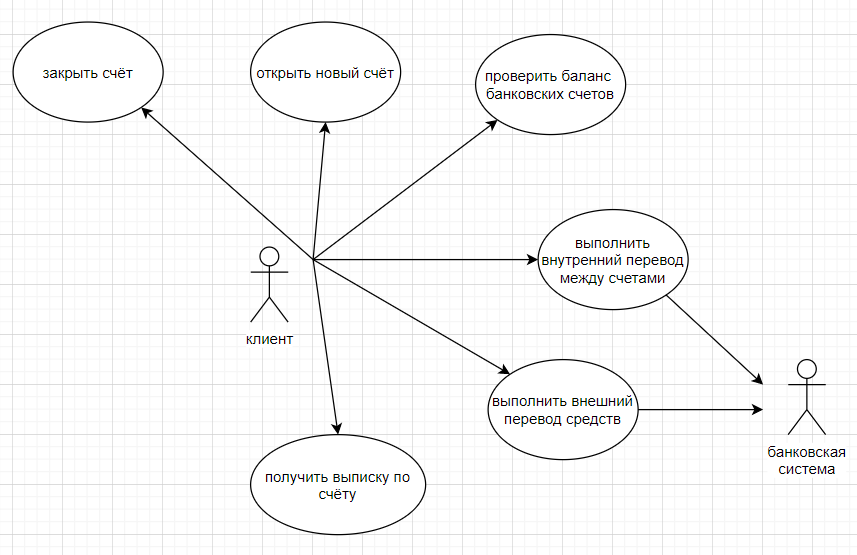 закрыть счёт
открыть новый счёт
проверить баланс
банковских счетов
выполнить
внутренний перевод
между счетами
клиент
выполнить внешний
перевод средств
банковская
система
получить выписку по
счёту